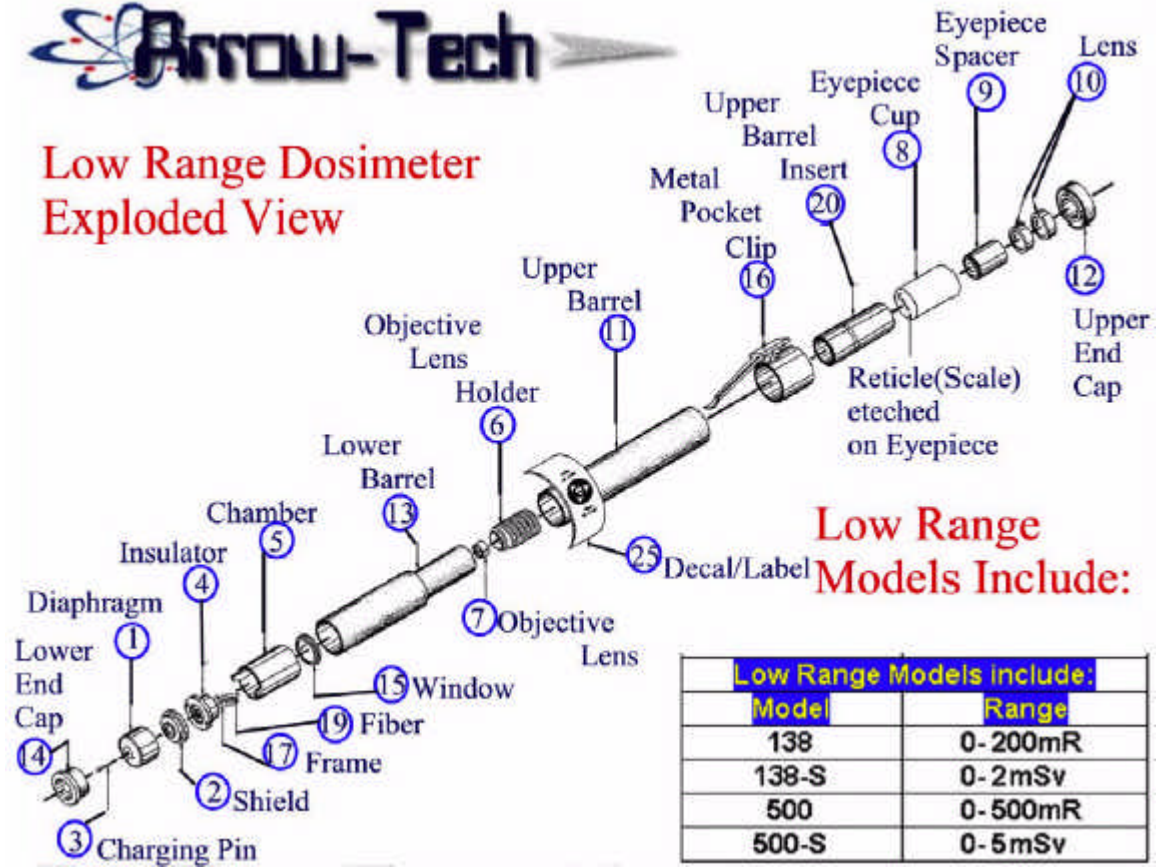 Arrow-Tech
Low Range Dosimeter
Exploded View
Eyepiece
Spacer
9
Lens
10
Eyepiece
Cup
8
Upper
Barrel
Insert
20
Metal
Pocket
Clip
16
12
Upper
End
Cap
Reticle(Scale)
eteched
on Eyepiece
Upper
Barrel
11
Objective
Lens
Holder
6
Lower
Barrel
13
Chamber
5
Insulator
4
Diaphragm
1
Lower
End
Cap
14
25 Decal/Label
7 Objective
Lens
15 Window
19 Fiber
17 Frame
2 Shield
3 Charging Pin
Low Range
Models Include:
Low Range Models include:
Model Range
138 0-200mR
138-S 0-2mSv
500 0-500mR
500-S 0-5mSv